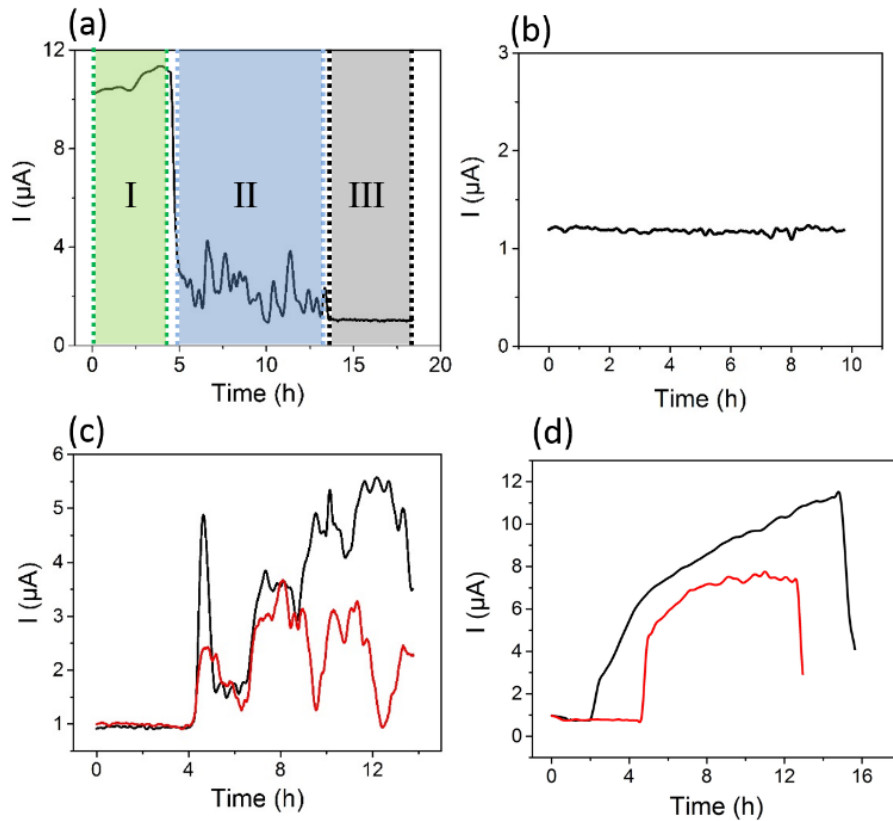 (a)
12
8
4
0
I (µA)
I
II
III
0 5 10 15 20
Time (h)
(b)
3
2
1
0
I (µA)
0 2 4 6 8 10
Time (h)
(c)
6
5
4
3
2
1
I (µA)
0 4 8 12
Time (h)
(d)
12
10
8
6
4
2
0
I (µA)
0 4 8 12 16
Time (h)